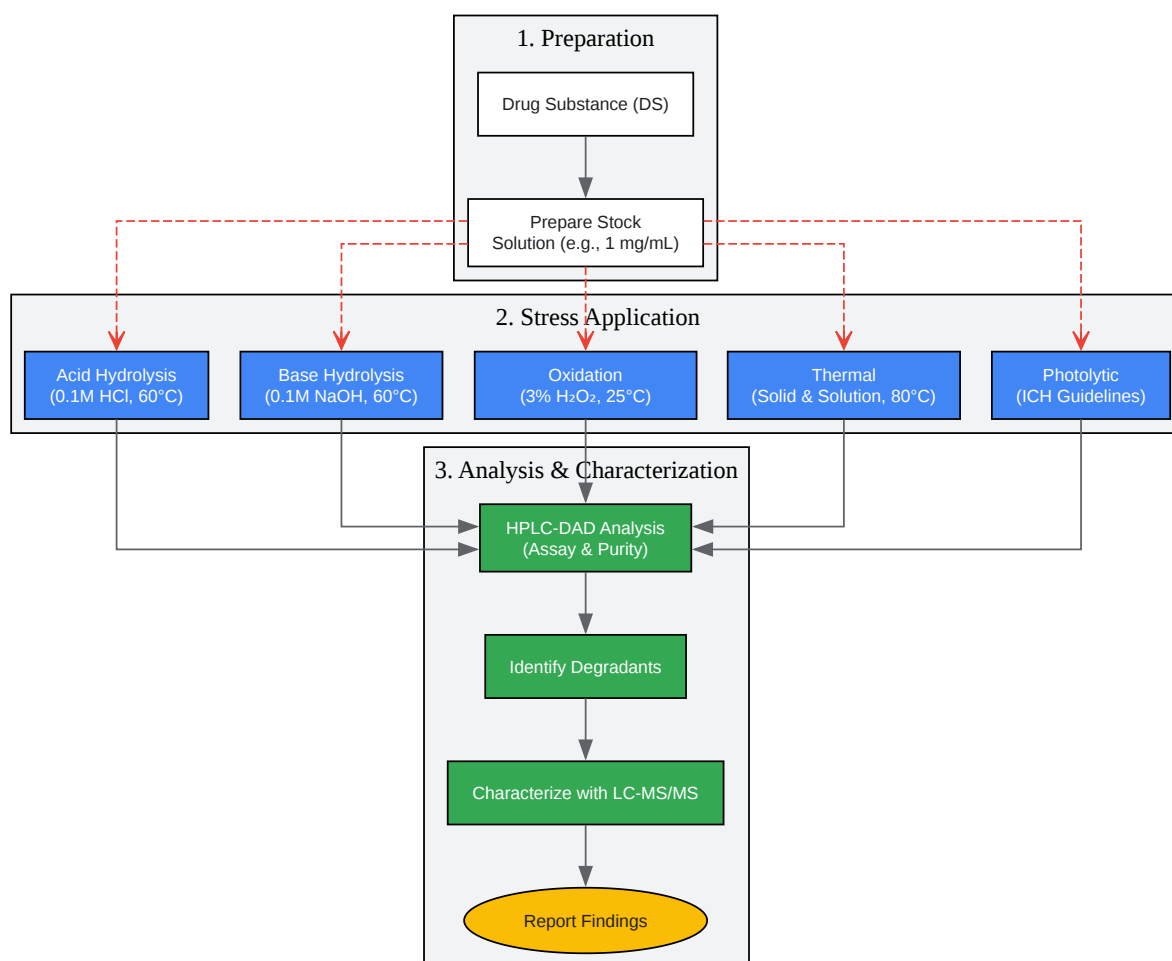 1. Preparation
Drug Substance (DS)
Prepare Stock
Solution (e.g., 1 mg/mL)
2. Stress Application
Acid Hydrolysis
(0.1M HCl, 60°C)
Base Hydrolysis
(0.1M NaOH, 60°C)
Oxidation
(3% H₂O₂, 25°C)
Thermal
(Solid & Solution, 80°C)
Photolytic
(ICH Guidelines)
3. Analysis & Characterization
HPLC-DAD Analysis
(Assay & Purity)
Identify Degradants
Characterize with LC-MS/MS
Report Findings